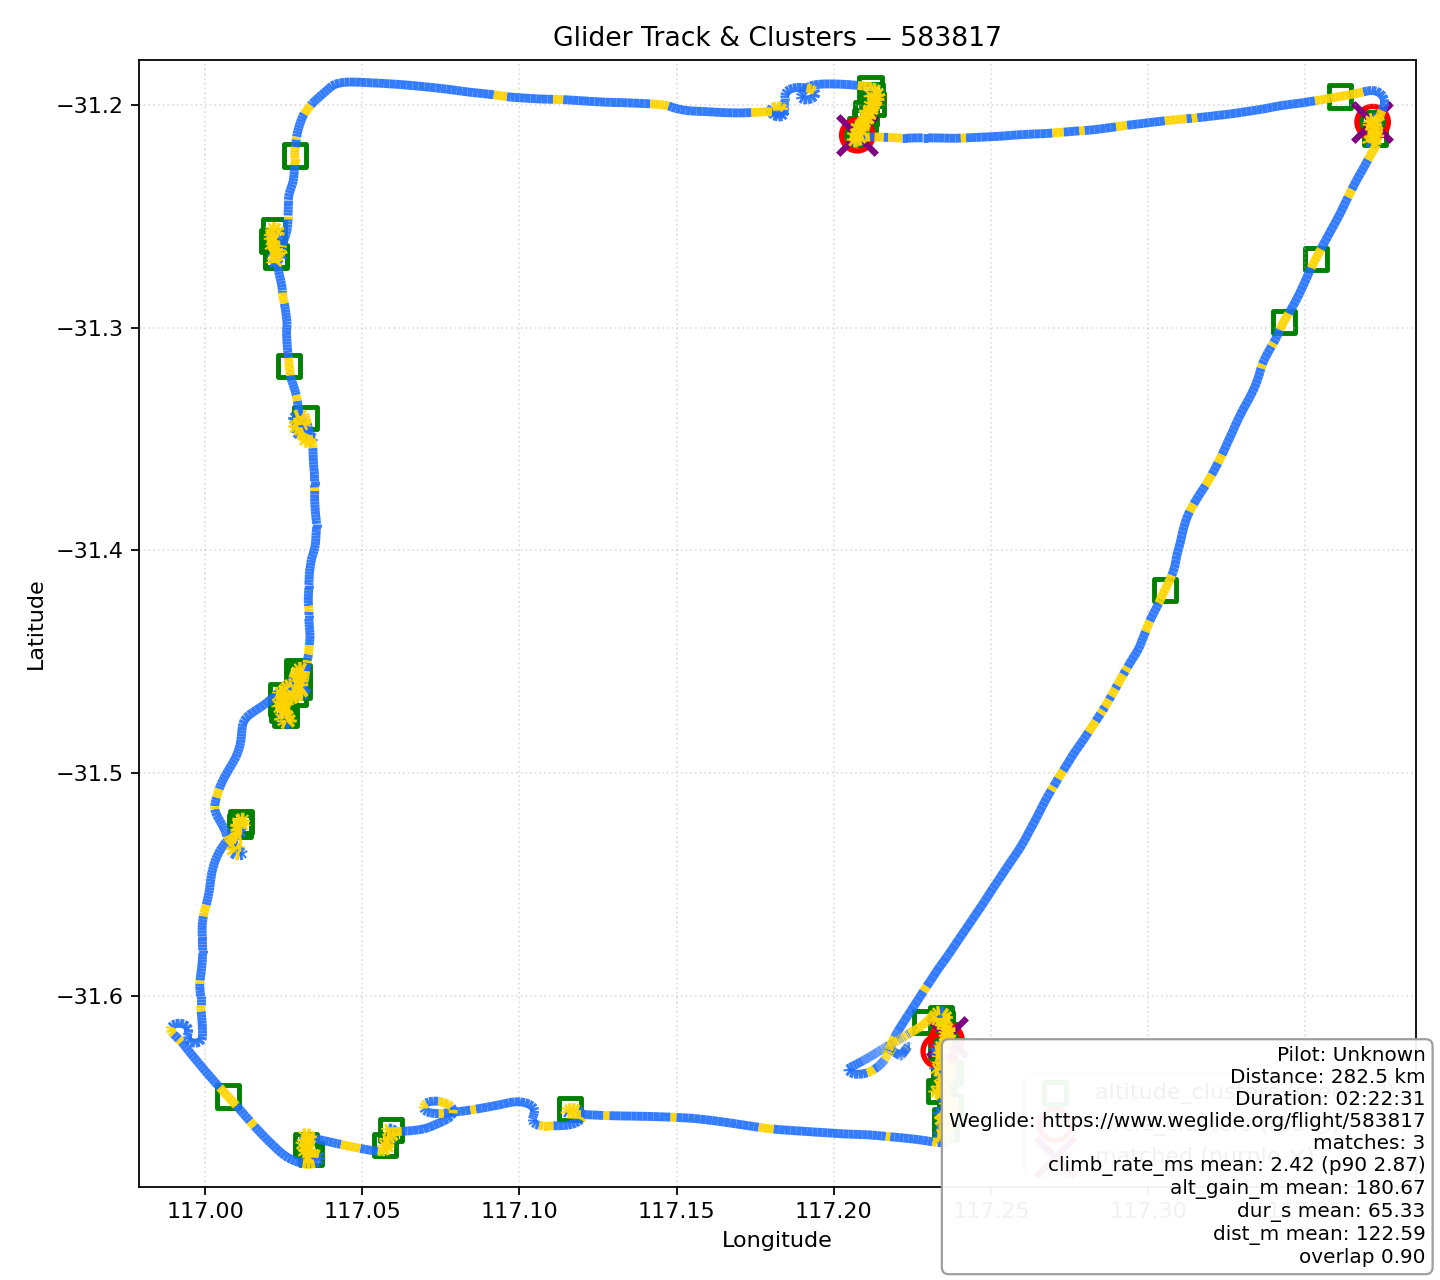 Glider Track & Clusters — 583817
−31.2
−31.3
−31.4
−31.5
−31.6
Latitude
117.00
117.05
117.10
117.15
117.20
117.25
117.30
Longitude
altitude_clus
matched (purple
Pilot: Unknown
Distance: 282.5 km
Duration: 02:22:31
Weglide: https://www.weglide.org/flight/583817
matches: 3
climb_rate_ms mean: 2.42 (p90 2.87)
alt_gain_m mean: 180.67
dur_s mean: 65.33
dist_m mean: 122.59
overlap 0.90